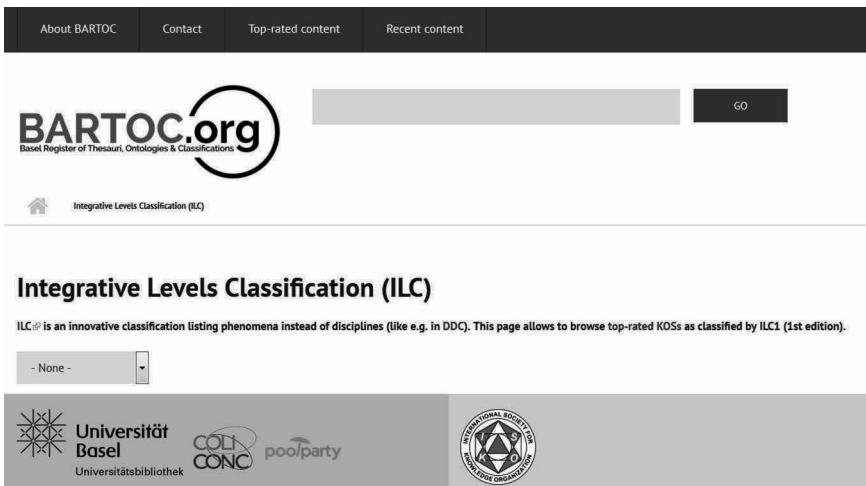 About BARTOC Contact Top-rated content Recent content
BARTOC.org
Basel Register of Thesauri, Ontologies & Classifications
GO
Integrative Levels Classification (ILC)
Integrative Levels Classification (ILC)
ILC is an innovative classification listing phenomena instead of disciplines (like e.g. in DDC). This page allows to browse top-rated KOSs as classified by ILC1 (1st edition).
- None -
Universität
Basel
Universitätsbibliothek
COLI
CONC
poolparty
INTERNATIONAL SOCIETY FOR
KNOWLEDGE ORGANIZATION
I S
K O